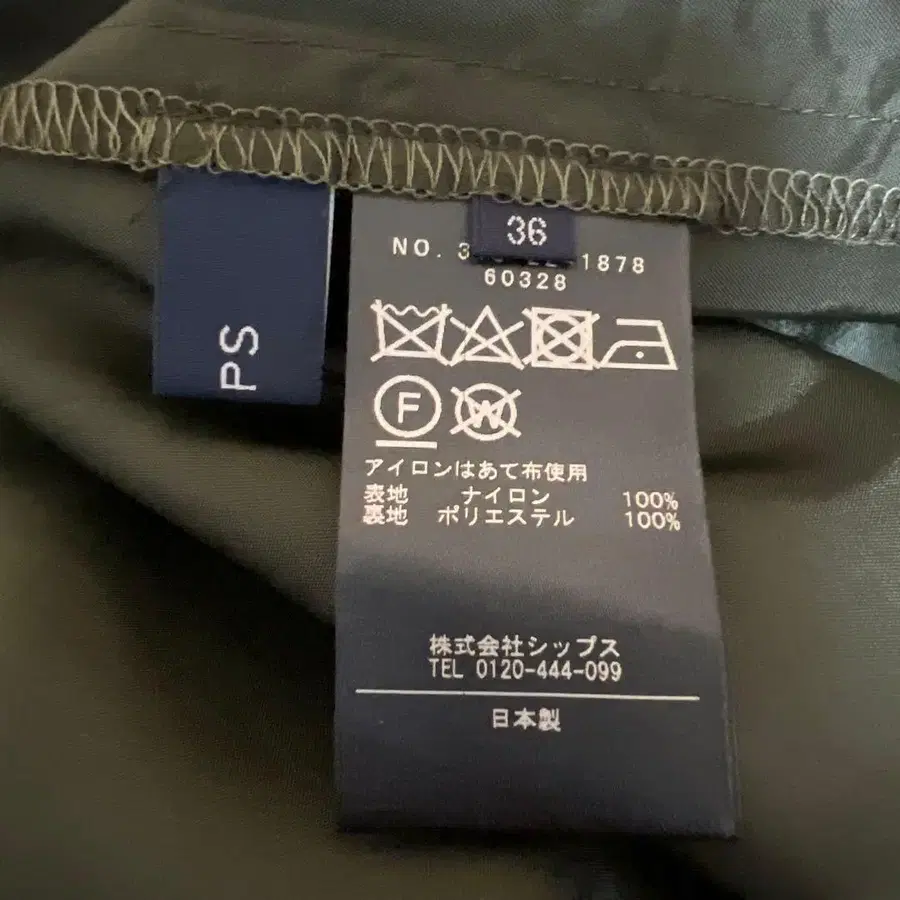 PS
36
NO. 3 1878
60328
F
W
アイロンはあて布使用
表地 ナイロン 100%
裏地 ポリエステル 100%
株式会社シップス
TEL 0120-444-099
日本製